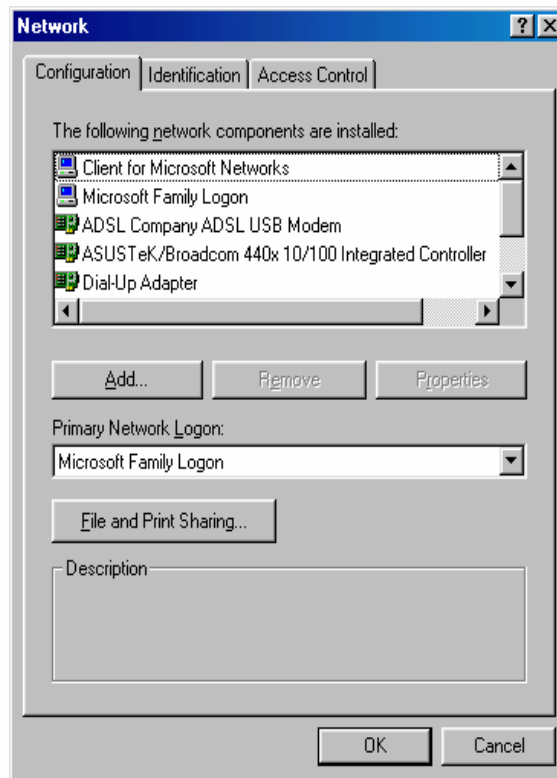 Network
Configuration
Identification
Access Control
The following network components are installed:
Client for Microsoft Networks
Microsoft Family Logon
ADSL Company ADSL USB Modem
ASUSTeK/Broadcom 440x 10/100 Integrated Controller
Dial-Up Adapter
Add...
Remove
Properties
Primary Network Logon:
Microsoft Family Logon
File and Print Sharing...
Description
OK
Cancel